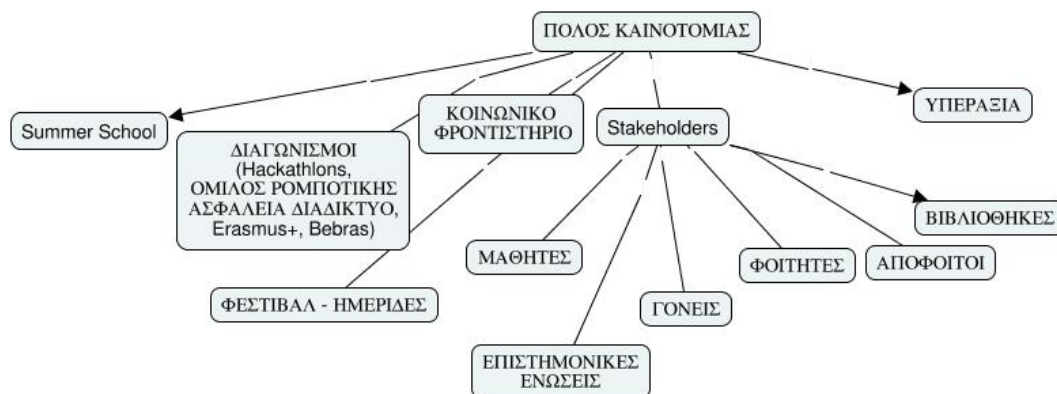 ΠΟΛΟΣ ΚΑΙΝΟΤΟΜΙΑΣ
Summer School
ΔΙΑΓΩΝΙΣΜΟΙ
(Hackathlons,
ΟΜΙΛΟΣ ΡΟΜΠΟΤΙΚΗΣ
ΑΣΦΑΛΕΙΑ ΔΙΑΔΙΚΤΥΟ,
Erasmus+, Bebras)
ΦΕΣΤΙΒΑΛ - ΗΜΕΡΙΔΕΣ
ΚΟΙΝΩΝΙΚΟ
ΦΡΟΝΤΙΣΤΗΡΙΟ
Stakeholders
ΥΠΕΡΑΞΙΑ
ΜΑΘΗΤΕΣ
ΕΠΙΣΤΗΜΟΝΙΚΕΣ
ΕΝΩΣΕΙΣ
ΓΟΝΕΙΣ
ΦΟΙΤΗΤΕΣ
ΑΠΟΦΟΙΤΟΙ
ΒΙΒΛΙΟΘΗΚΕΣ